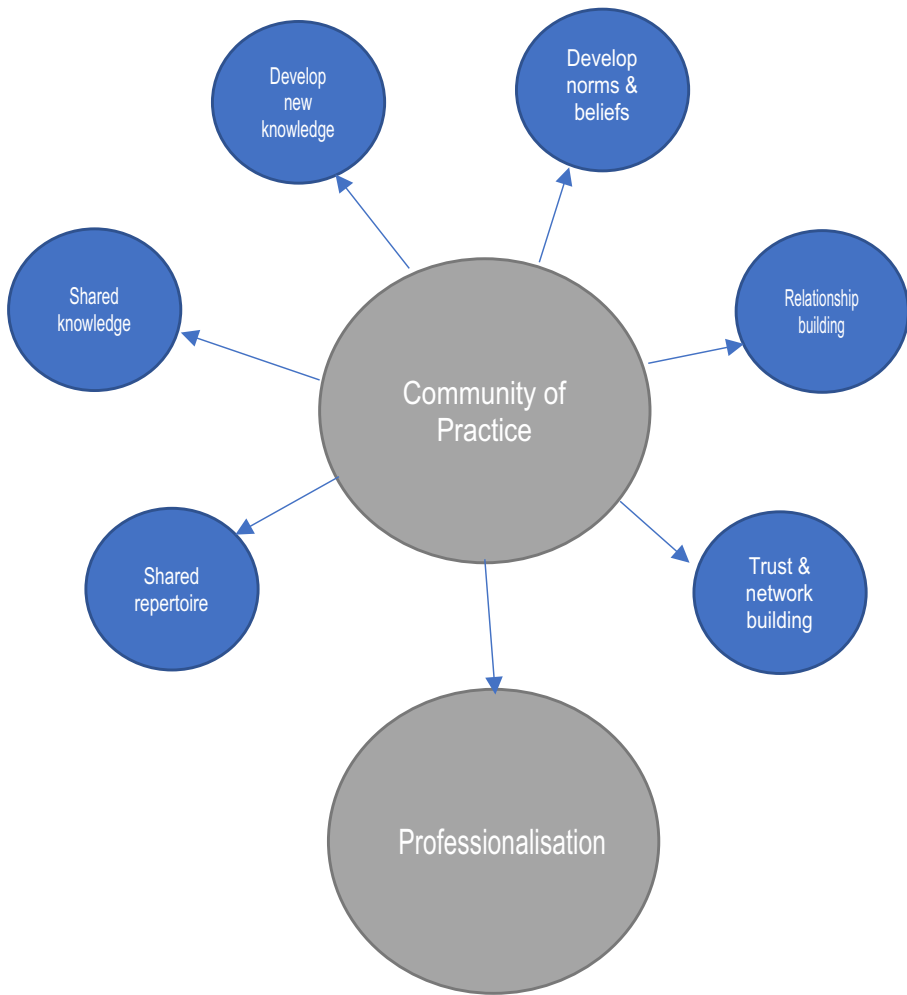 Develop
new
knowledge
Develop
norms &
beliefs
Shared
knowledge
Relationship
building
Community of
Practice
Shared
repertoire
Trust &
network
building
Professionalisation